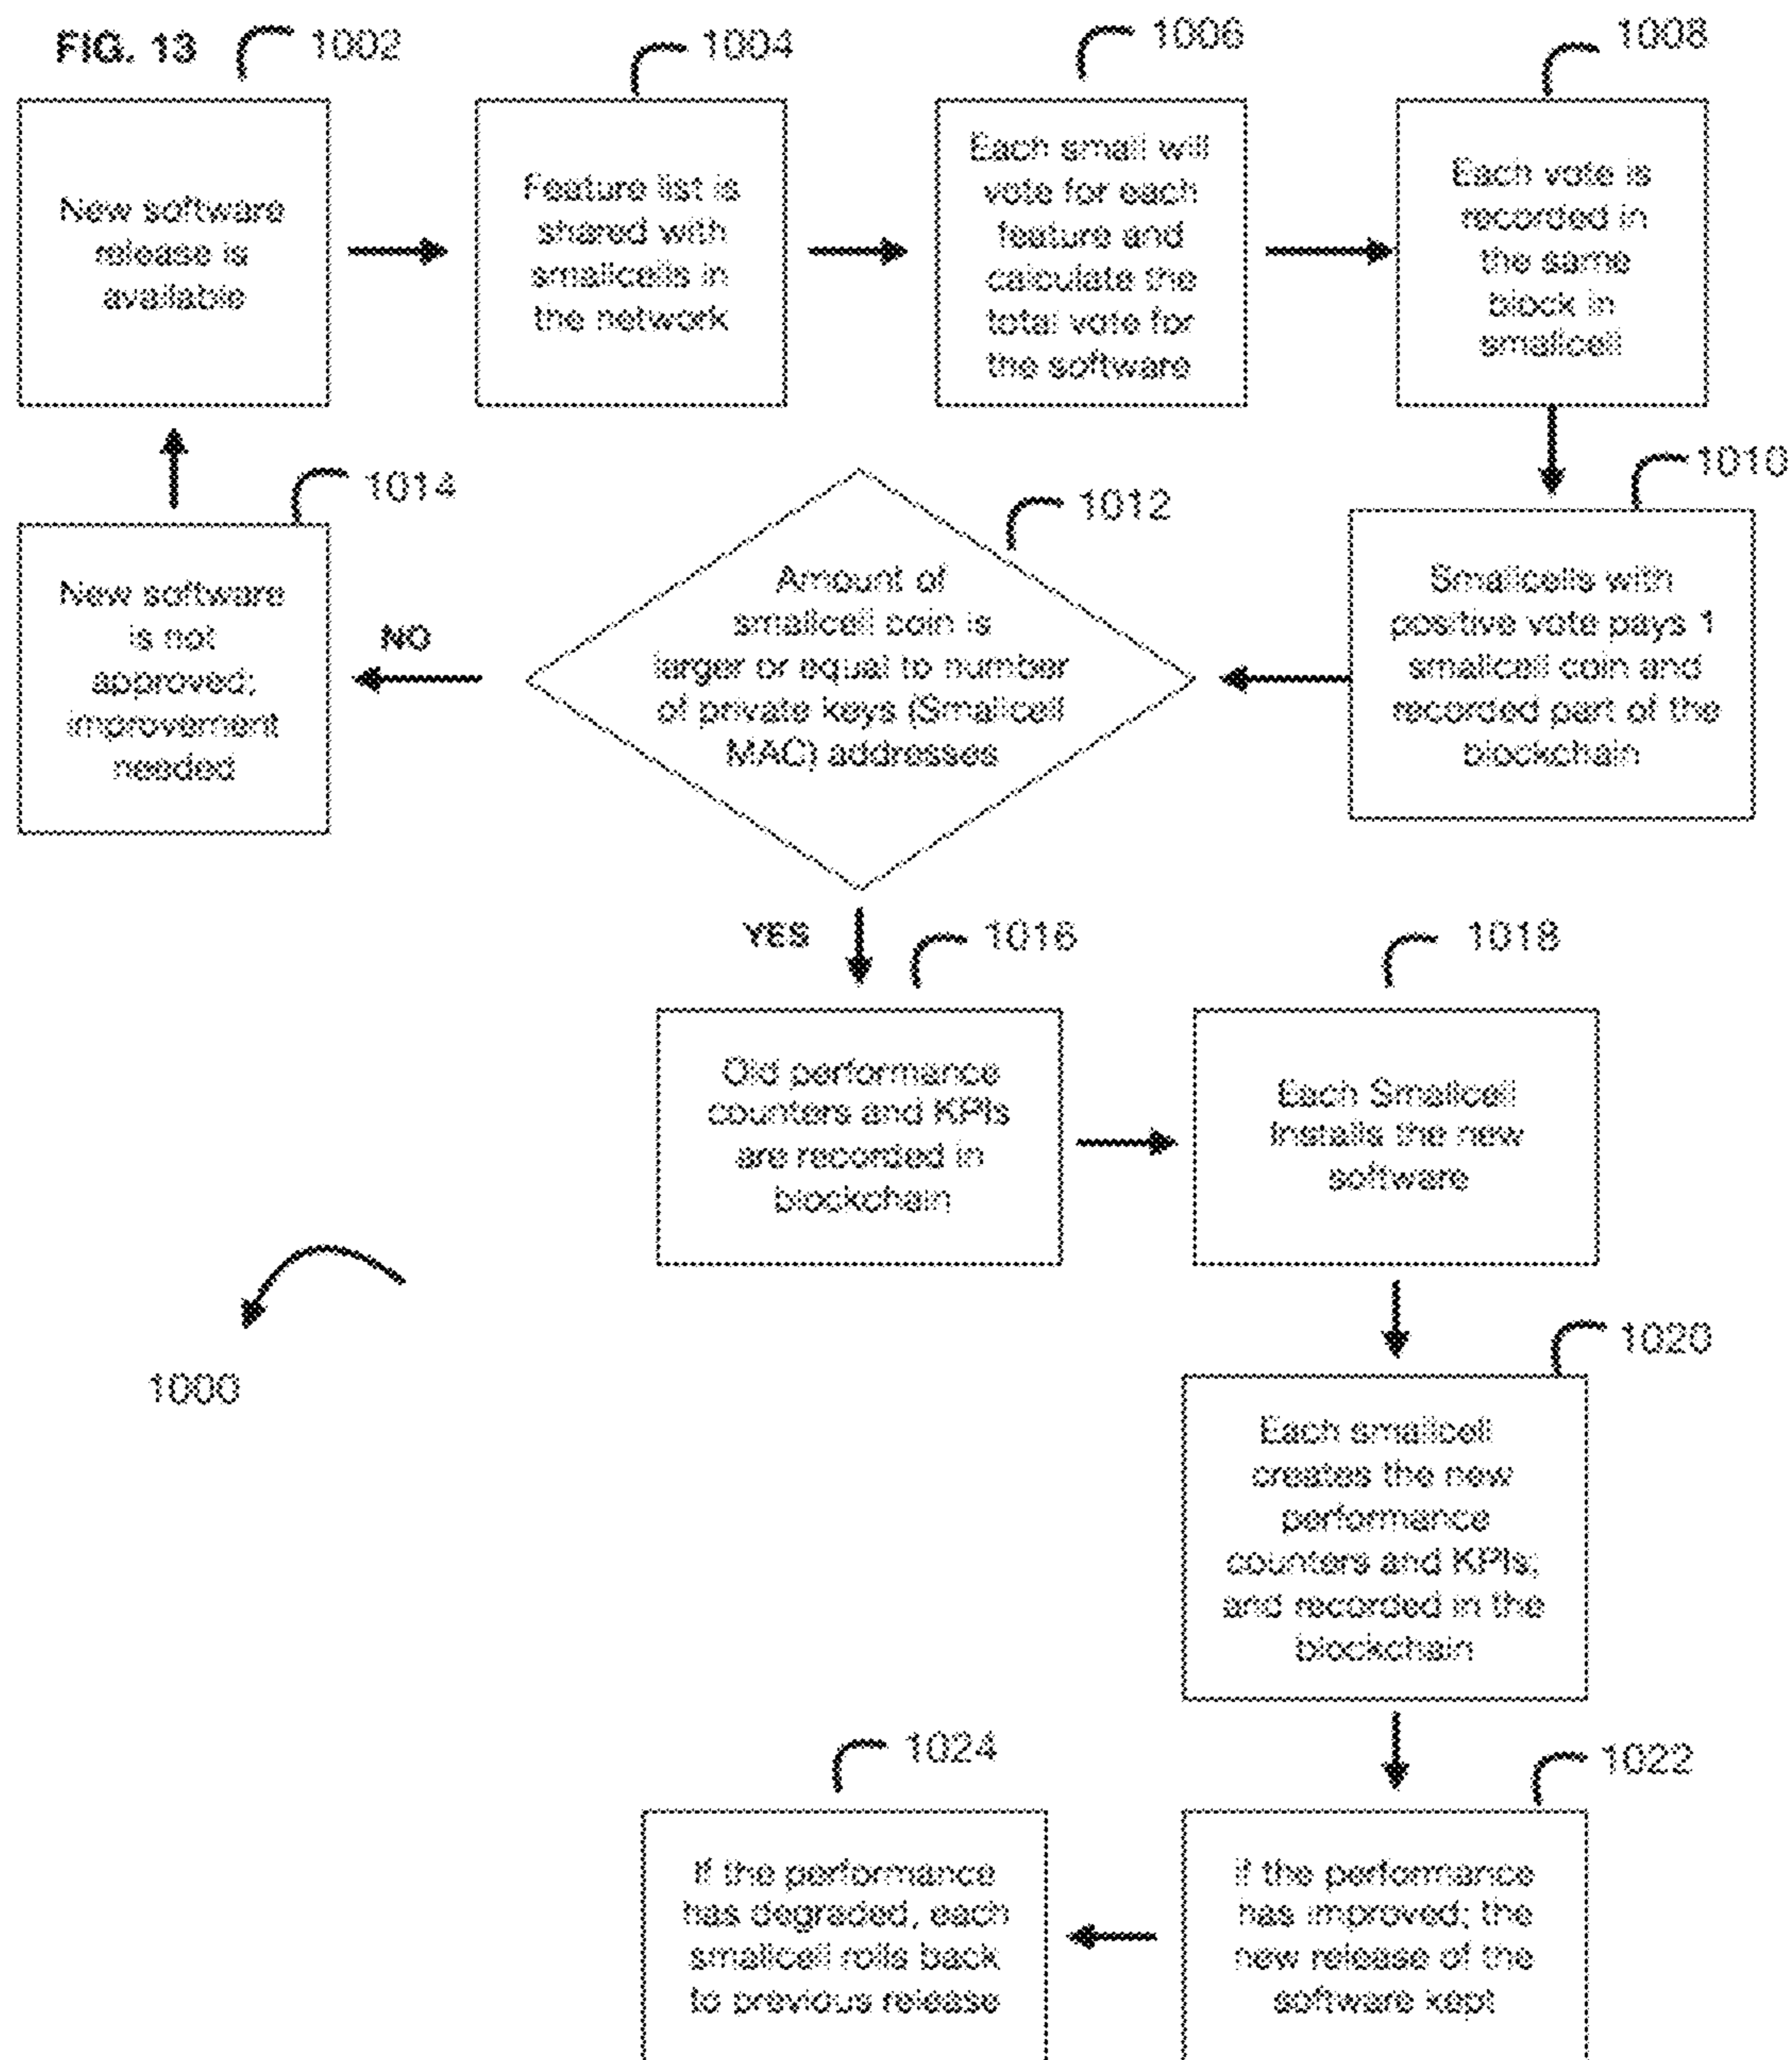 FIG. 13
1002
1004
1006
1008
New software
release is
available
Feature list is
shared with
smallcells in
the network
Each small will
vote for each
feature and
calculate the
total vote for
the software
Each vote is
recorded in
the same
block in
smallcell
1014
1012
1010
New software
is not
approved;
improvement
needed
NO
Amount of
smallcell coin is
larger or equal to number
of private keys (Smallcell
MAC) addresses
Smallcells with
positive vote pays 1
smallcell coin and
recorded part of the
blockchain
YES
1016
1018
Old performance
counters and KPIs
are recorded in
blockchain
Each Smallcell
Installs the new
software
1000
1020
Each smallcell
creates the new
performance
counters and KPIs;
and recorded in the
blockchain
1024
1022
If the performance
has degraded, each
smallcell rolls back
to previous release
if the performance
has improved; the
new release of the
software kept